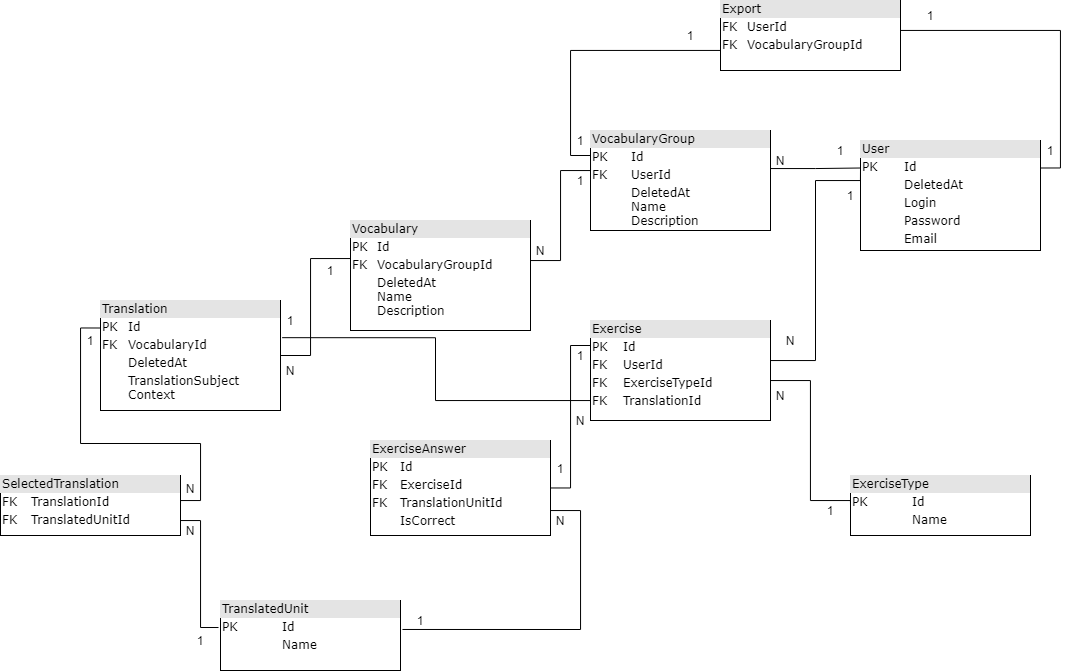 Export
FK UserId
FK VocabularyGroupId
1
1
1
VocabularyGroup
PK Id
FK UserId
DeletedAt
Name
Description
1
N
1
User
PK Id
DeletedAt
Login
Password
Email
1
1
Vocabulary
PK Id
FK VocabularyGroupId
DeletedAt
Name
Description
N
1
Translation
PK Id
FK VocabularyId
DeletedAt
TranslationSubject
Context
1
1
N
Exercise
PK Id
FK UserId
FK ExerciseTypeId
FK TranslationId
N
1
N
N
ExerciseAnswer
PK Id
FK ExerciseId
FK TranslationUnitId
IsCorrect
1
N
SelectedTranslation
FK TranslationId
FK TranslatedUnitId
N
N
ExerciseType
PK Id
Name
1
TranslatedUnit
PK Id
Name
1
1